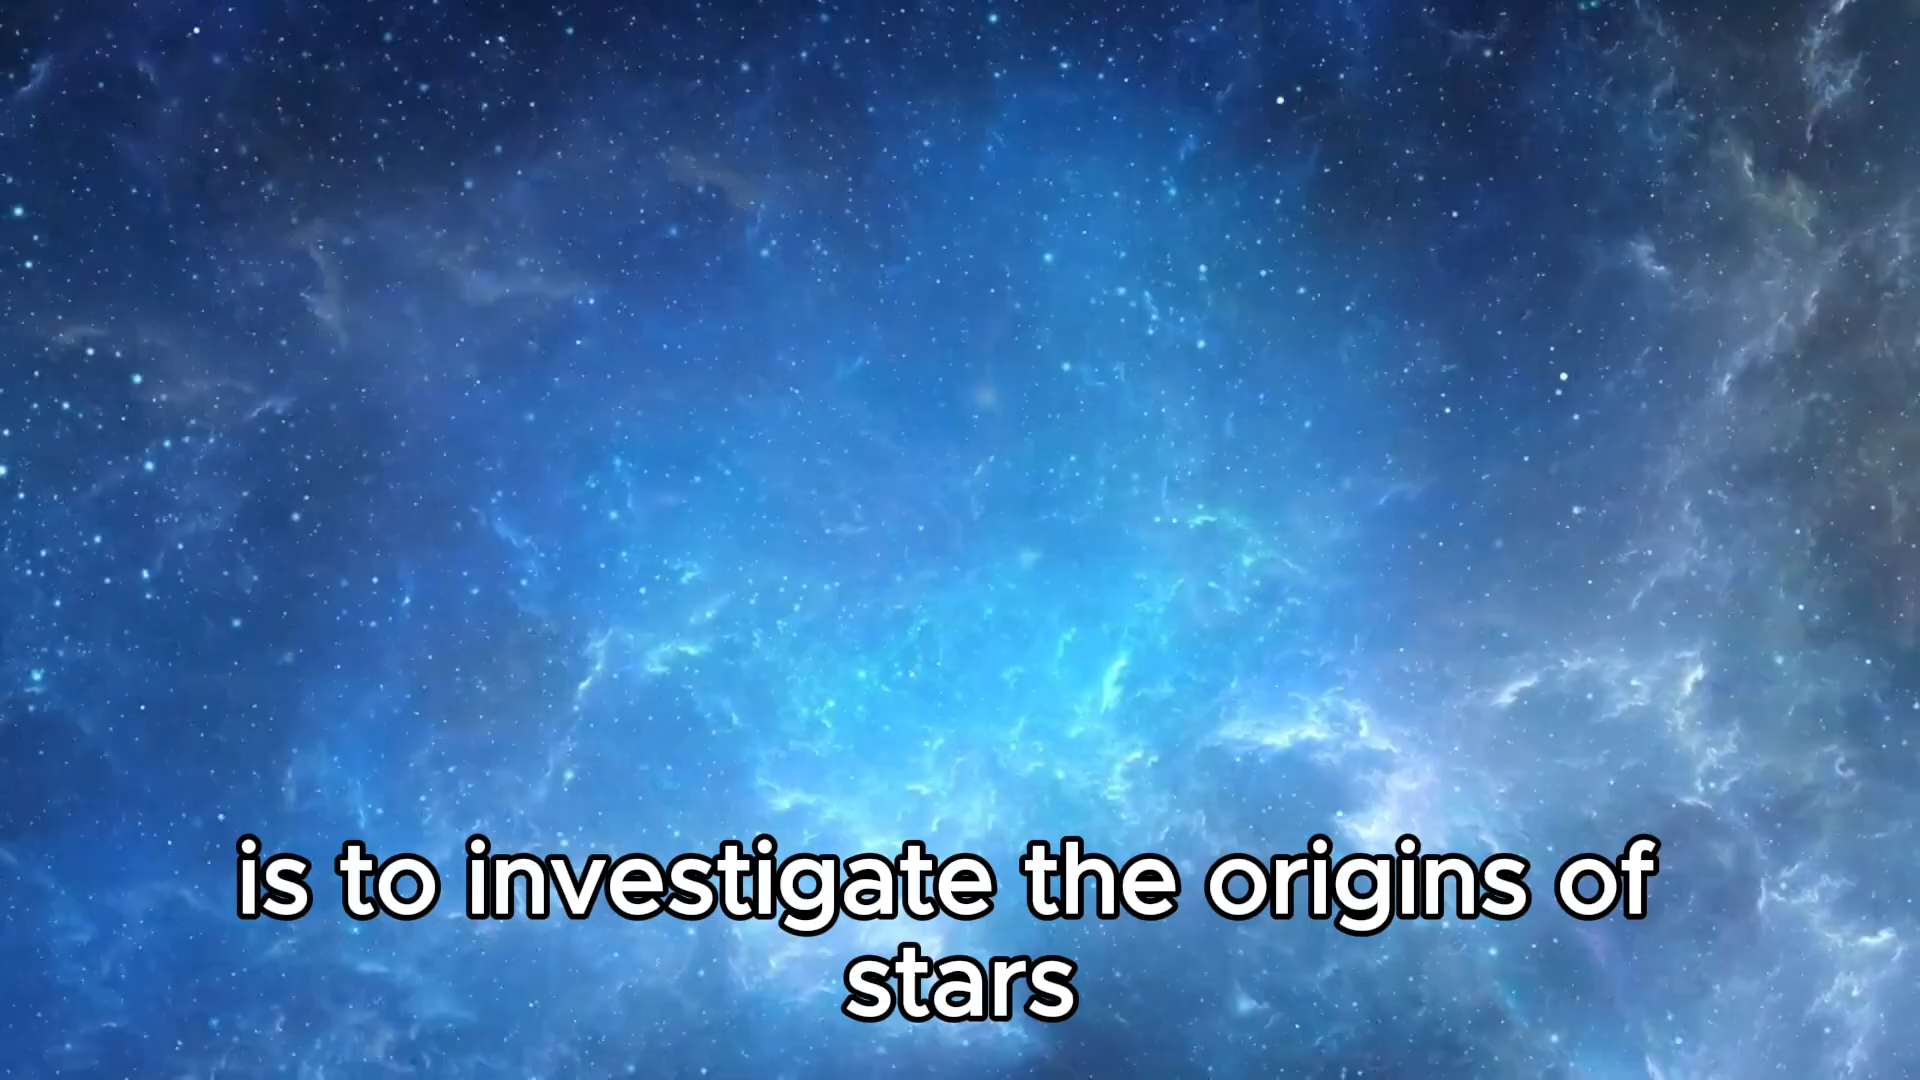 is to investigate the origins of
stars